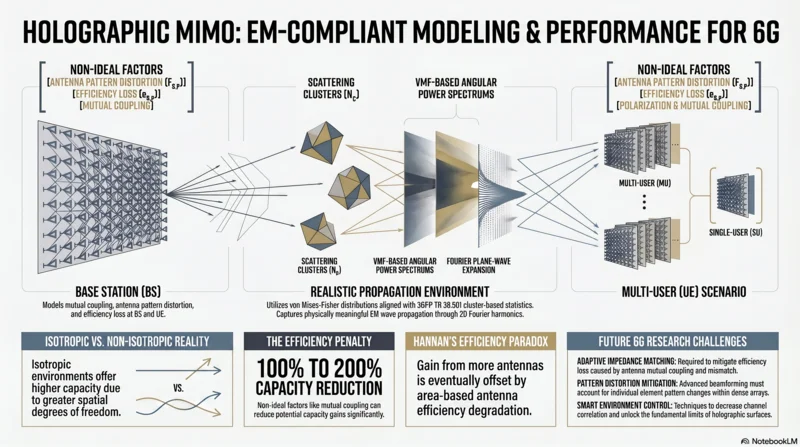 HOLOGRAPHIC MIMO: EM-COMPLIANT MODELING & PERFORMANCE FOR 6G
NON-IDEAL FACTORS
[ANTENNA PATTERN DISTORTION (F_S,P)]
[EFFICIENCY LOSS (e_S,P)]
[MUTUAL COUPLING]
BASE STATION (BS)
Models mutual coupling, antenna pattern distortion,
and efficiency loss at BS and UE.
SCATTERING
CLUSTERS (N_C)
VMF-BASED ANGULAR
POWER SPECTRUMS
SCATTERING
CLUSTERS (N_S)
VMF-BASED ANGULAR
POWER SPECTRUMS
FOURIER PLANE-WAVE
EXPANSION
REALISTIC PROPAGATION ENVIRONMENT
Utilizes von Mises-Fisher distributions aligned with 36FP TR 38.501 cluster-based statistics.
Captures physically meaningful EM wave propagation through 2D Fourier harmonics.
NON-IDEAL FACTORS
[ANTENNA PATTERN DISTORTION (F_S,P)]
[EFFICIENCY LOSS (e_S,P)]
[POLARIZATION & MUTUAL COUPLING]
MULTI-USER (MU)
SINGLE-USER (SU)
MULTI-USER (UE) SCENARIO
ISOTROPIC VS. NON-ISOTROPIC REALITY
Isotropic
environments offer
higher capacity due
to greater spatial
degrees of freedom.
VS.
THE EFFICIENCY PENALTY
100% TO 200%
CAPACITY REDUCTION
Non-ideal factors like mutual coupling can
reduce potential capacity gains significantly.
HANNAN'S EFFICIENCY PARADOX
Gain from more antennas
is eventually offset by
area-based antenna
efficiency degradation.
FUTURE 6G RESEARCH CHALLENGES
ADAPTIVE IMPEDANCE MATCHING: Required to mitigate efficiency
loss caused by antenna mutual coupling and mismatch.
PATTERN DISTORTION MITIGATION: Advanced beamforming must
account for individual element pattern changes within dense arrays.
SMART ENVIRONMENT CONTROL: Techniques to decrease channel
correlation and unlock the fundamental limits of holographic surfaces.
NotebookLM